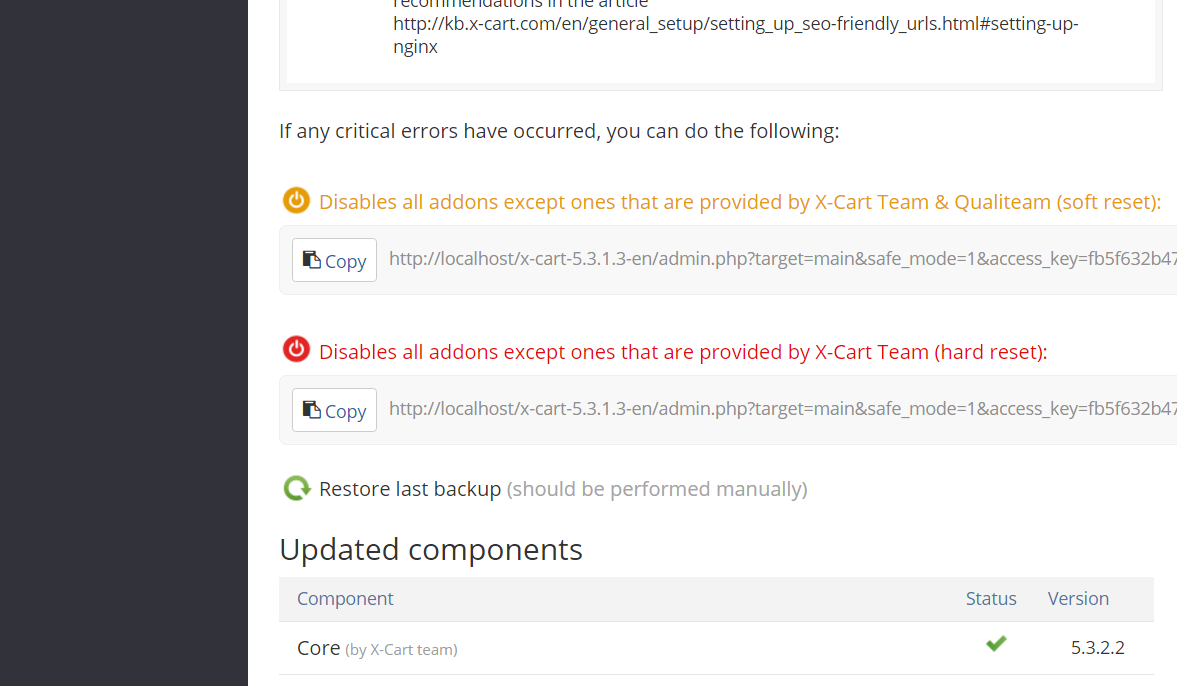 recommendations in the article
http://kb.x-cart.com/en/general_setup/setting_up_seo-friendly_urls.html#setting-up-
nginx
If any critical errors have occurred, you can do the following:
Disables all addons except ones that are provided by X-Cart Team & Qualiteam (soft reset):
Copy http://localhost/x-cart-5.3.1.3-en/admin.php?target=main&safe_mode=1&access_key=fb5f632b47
Disables all addons except ones that are provided by X-Cart Team (hard reset):
Copy http://localhost/x-cart-5.3.1.3-en/admin.php?target=main&safe_mode=1&access_key=fb5f632b47
Restore last backup (should be performed manually)
Updated components
Component Status Version
Core (by X-Cart team) 5.3.2.2